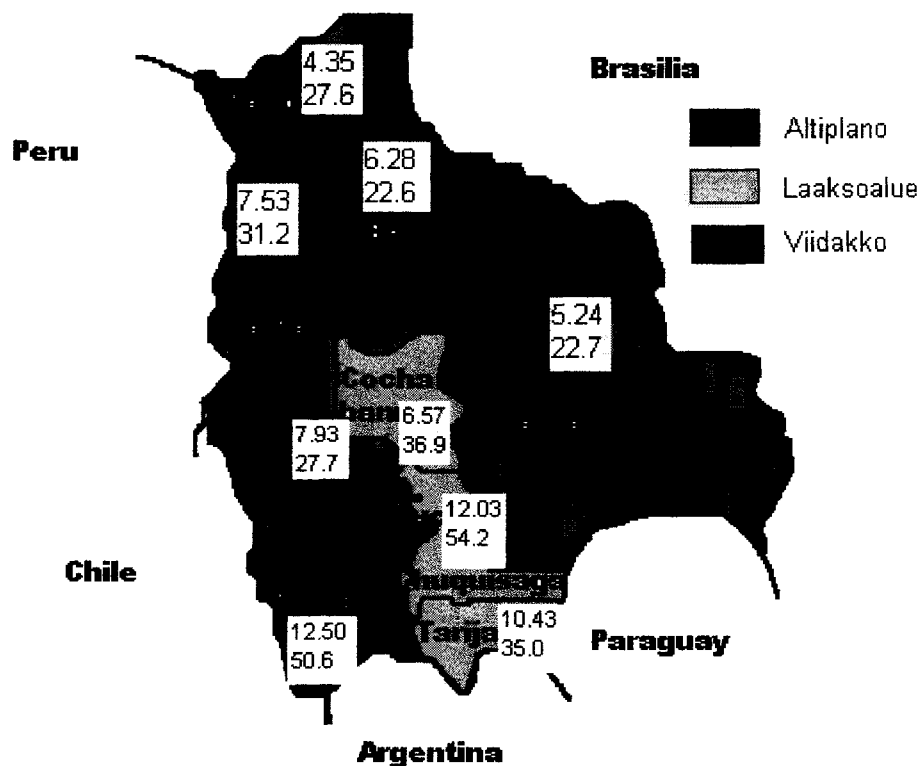 4.35
27.6
Brasilia
Altiplano
Peru
6.28
22.6
Laaksoalue
7.53
31.2
Viidakko
5.24
22.7
Cocha
6.57
36.9
7.93
27.7
12.03
54.2
Chile
Tarija
10.43
35.0
12.50
50.6
Paraguay
Argentina